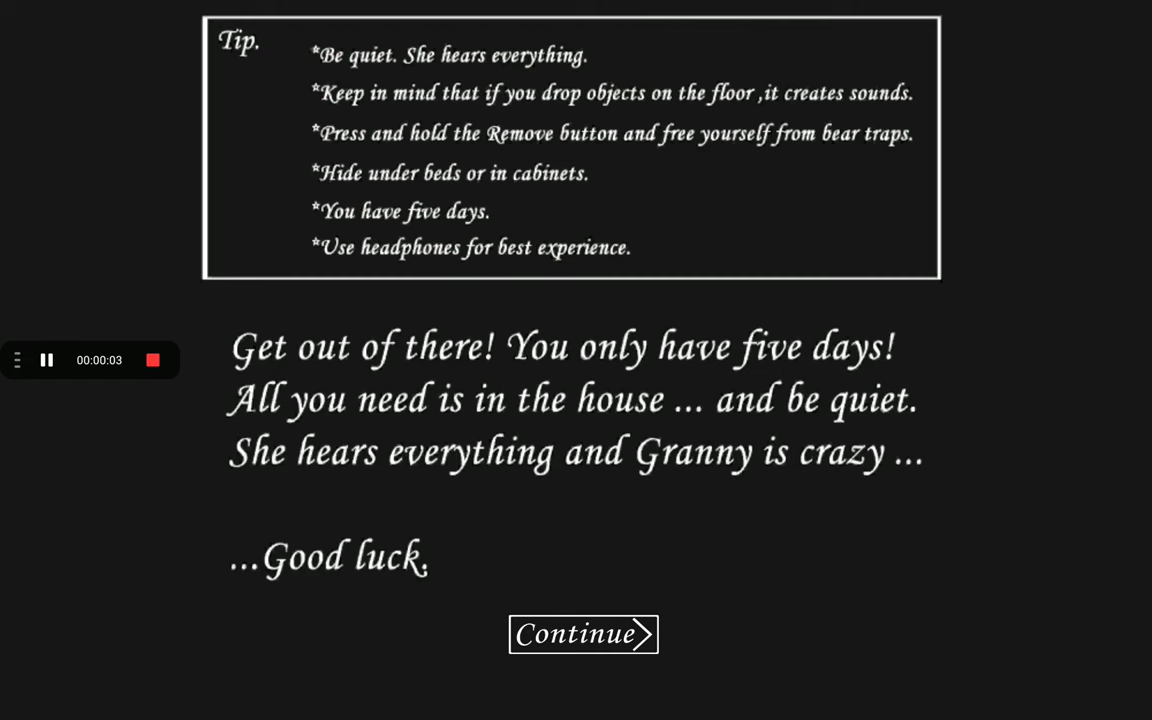 Tip.
*Be quiet. She hears everything.
*Keep in mind that if you drop objects on the floor ,it creates sounds.
*Press and hold the Remove button and free yourself from bear traps.
*Hide under beds or in cabinets.
*You have five days.
*Use headphones for best experience.
Get out of there! You only have five days!
00:00:03
All you need is in the house ... and be quiet.
She hears everything and Granny is crazy ...
...Good luck.
Continue